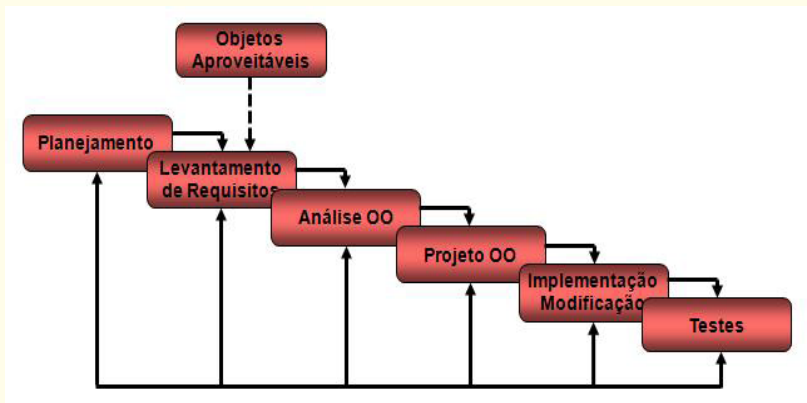 Objetos
Aproveitáveis
Planejamento
Levantamento
de Requisitos
Análise OO
Projeto OO
Implementação
Modificação
Testes